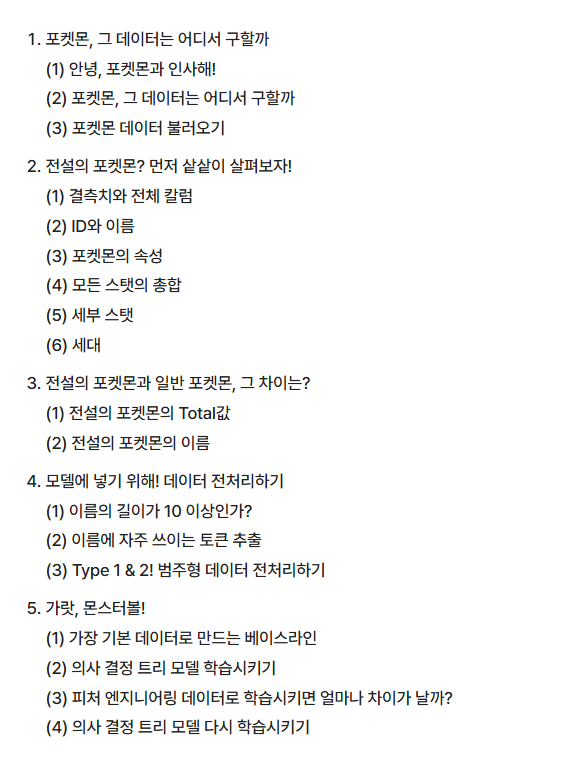 1. 포켓몬, 그 데이터는 어디서 구할까
(1) 안녕, 포켓몬과 인사해!
(2) 포켓몬, 그 데이터는 어디서 구할까
(3) 포켓몬 데이터 불러오기
2. 전설의 포켓몬? 먼저 샅샅이 살펴보자!
(1) 결측치와 전체 칼럼
(2) ID와 이름
(3) 포켓몬의 속성
(4) 모든 스탯의 총합
(5) 세부 스탯
(6) 세대
3. 전설의 포켓몬과 일반 포켓몬, 그 차이는?
(1) 전설의 포켓몬의 Total값
(2) 전설의 포켓몬의 이름
4. 모델에 넣기 위해! 데이터 전처리하기
(1) 이름의 길이가 10 이상인가?
(2) 이름에 자주 쓰이는 토큰 추출
(3) Type 1 & 2! 범주형 데이터 전처리하기
5. 가랏, 몬스터볼!
(1) 가장 기본 데이터로 만드는 베이스라인
(2) 의사 결정 트리 모델 학습시키기
(3) 피처 엔지니어링 데이터로 학습시키면 얼마나 차이가 날까?
(4) 의사 결정 트리 모델 다시 학습시키기